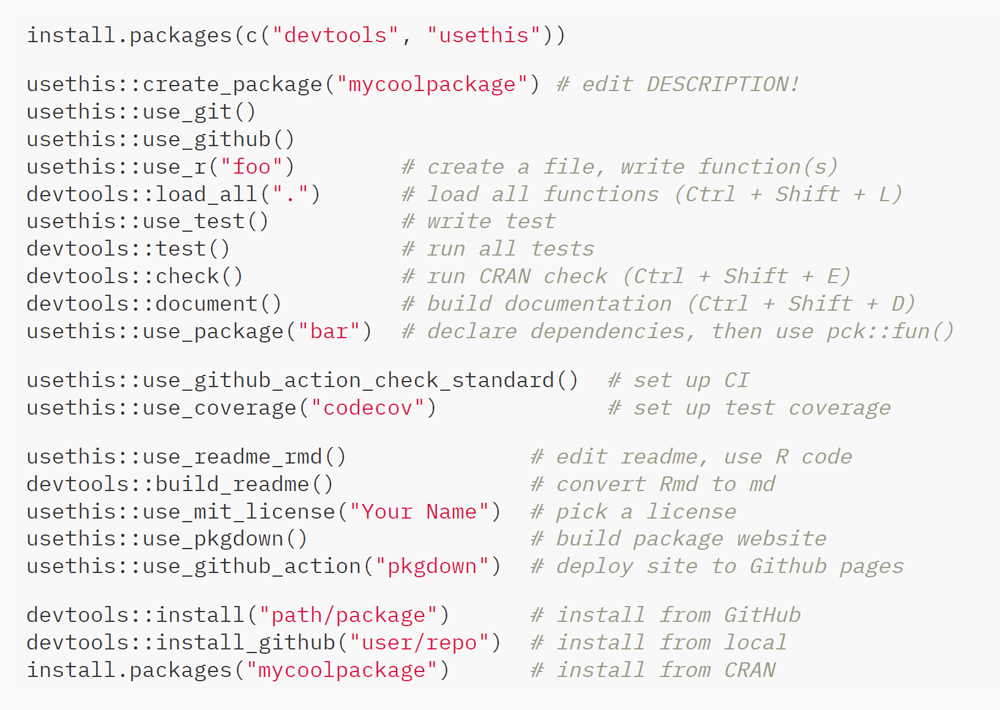 install.packages(c("devtools", "usethis"))
usethis::create_package("mycoolpackage") # edit DESCRIPTION!
usethis::use_git()
usethis::use_github()
usethis::use_r("foo")        # create a file, write function(s)
devtools::load_all(".")      # load all functions (Ctrl + Shift + L)
usethis::use_test()          # write test
devtools::test()             # run all tests
devtools::check()            # run CRAN check (Ctrl + Shift + E)
devtools::document()         # build documentation (Ctrl + Shift + D)
usethis::use_package("bar")  # declare dependencies, then use pck::fun()
usethis::use_github_action_check_standard()  # set up CI
usethis::use_coverage("codecov")             # set up test coverage
usethis::use_readme_rmd()              # edit readme, use R code
devtools::build_readme()               # convert Rmd to md
usethis::use_mit_license("Your Name")  # pick a license
usethis::use_pkgdown()                 # build package website
usethis::use_github_action("pkgdown")  # deploy site to Github pages
devtools::install("path/package")      # install from GitHub
devtools::install_github("user/repo")  # install from local
install.packages("mycoolpackage")      # install from CRAN